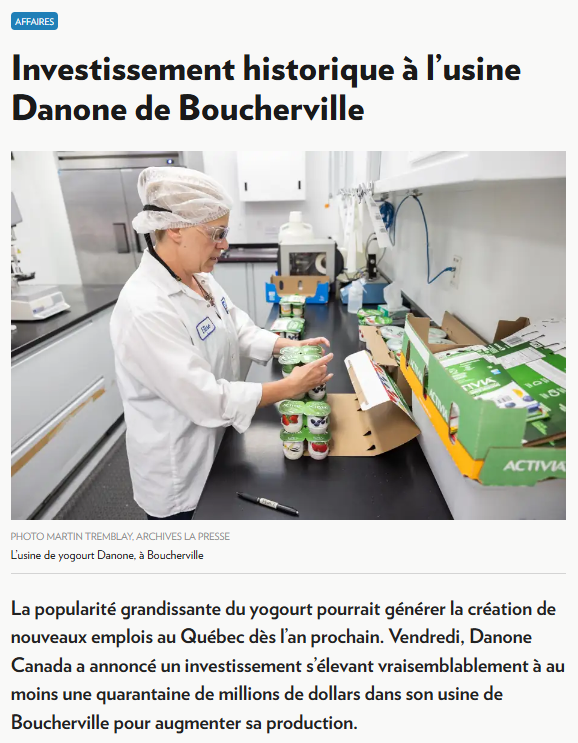 AFFAIRES
Investissement historique à l'usine
Danone de Boucherville
ACTIVIA
PHOTO MARTIN TREMBLAY, ARCHIVES LA PRESSE
L'usine de yogourt Danone, à Boucherville
La popularité grandissante du yogourt pourrait générer la création de
nouveaux emplois au Québec dès l'an prochain. Vendredi, Danone
Canada a annoncé un investissement s'élevant vraisemblablement à au
moins une quarantaine de millions de dollars dans son usine de
Boucherville pour augmenter sa production.